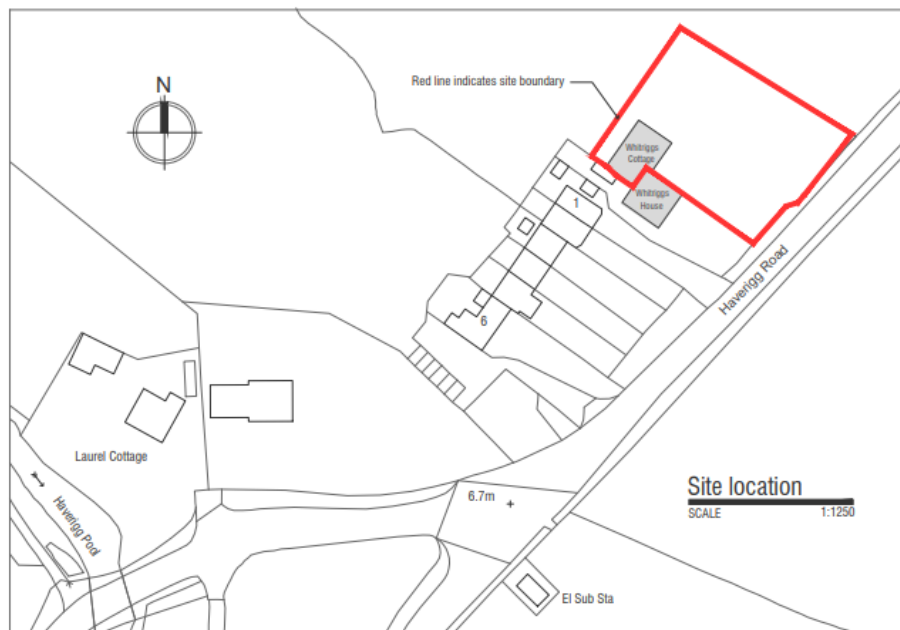 N
Red line indicates site boundary
Whitriggs
Cottage
Whitriggs
House
1
Haverigg Road
6
Laurel Cottage
Haverigg Pool
6.7m
Site location
SCALE 1:1250
El Sub Sta